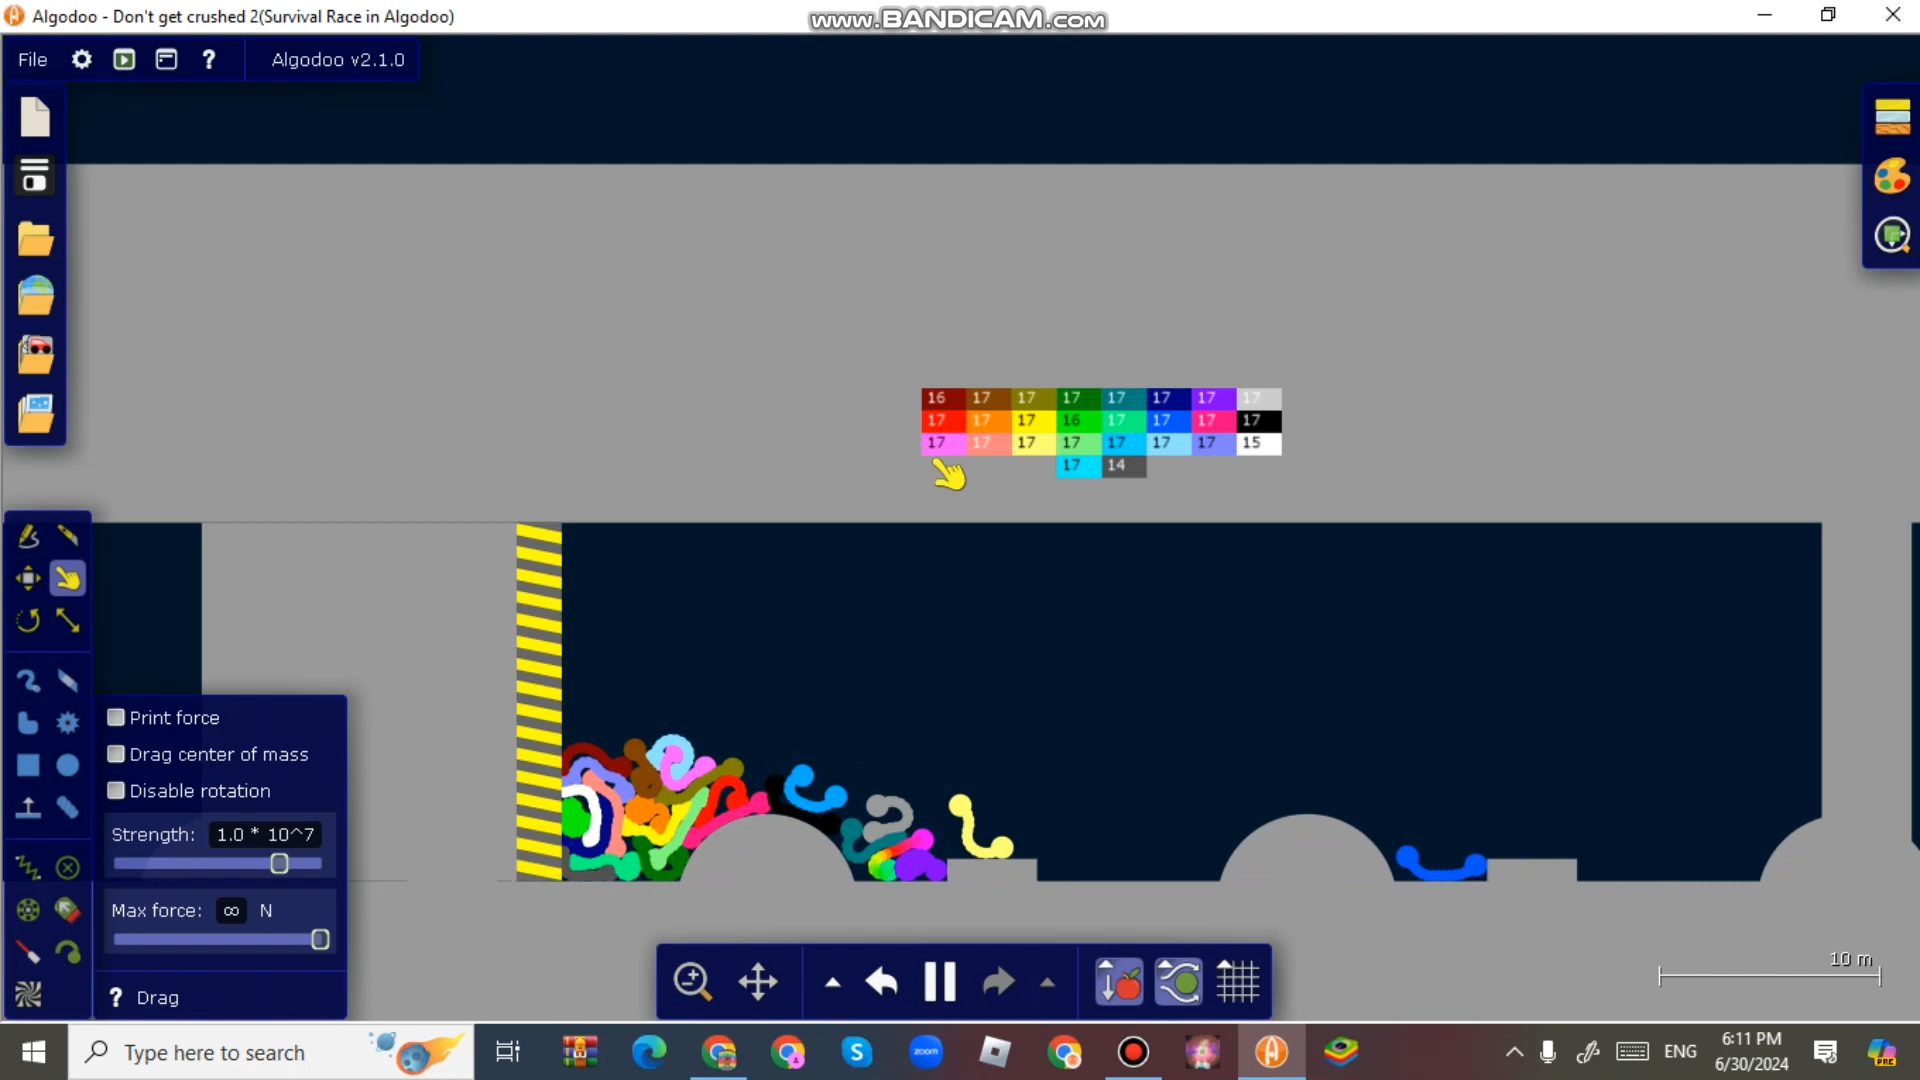 Algodoo - Don't get crushed 2(Survival Race in Algodoo)
www.BANDICAM.com
File
?
Algodoo v2.1.0
16 17 17 17 17 17 17 17
17 17 17 16 17 17 17 17
17 17 17 17 17 17 17 15
17 14
Print force
Drag center of mass
Disable rotation
Strength: 1.0 * 10^7
Max force: ∞ N
? Drag
10 m
Type here to search
zoom
ENG
6:11 PM
6/30/2024
PRE